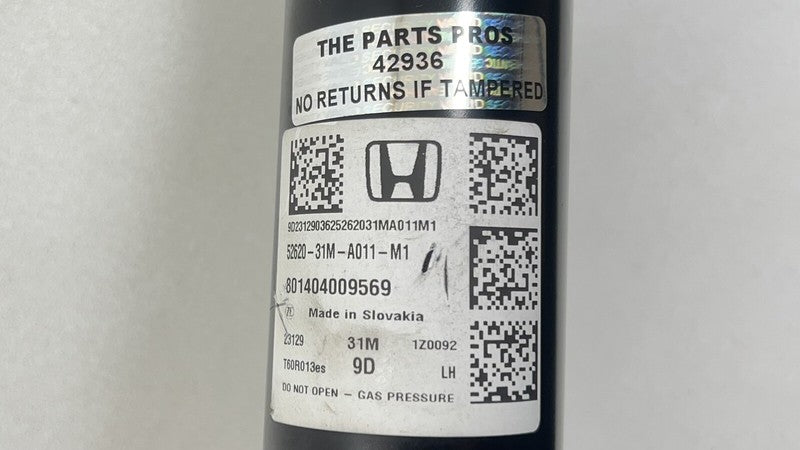 THE PARTS PROS
42936
NO RETURNS IF TAMPERED
9D2312903625262031MA011M1
52620-31M-A011-M1
801404009569
Made in Slovakia
23129 31M 1Z0092
T60R013es 9D LH
DO NOT OPEN - GAS PRESSURE